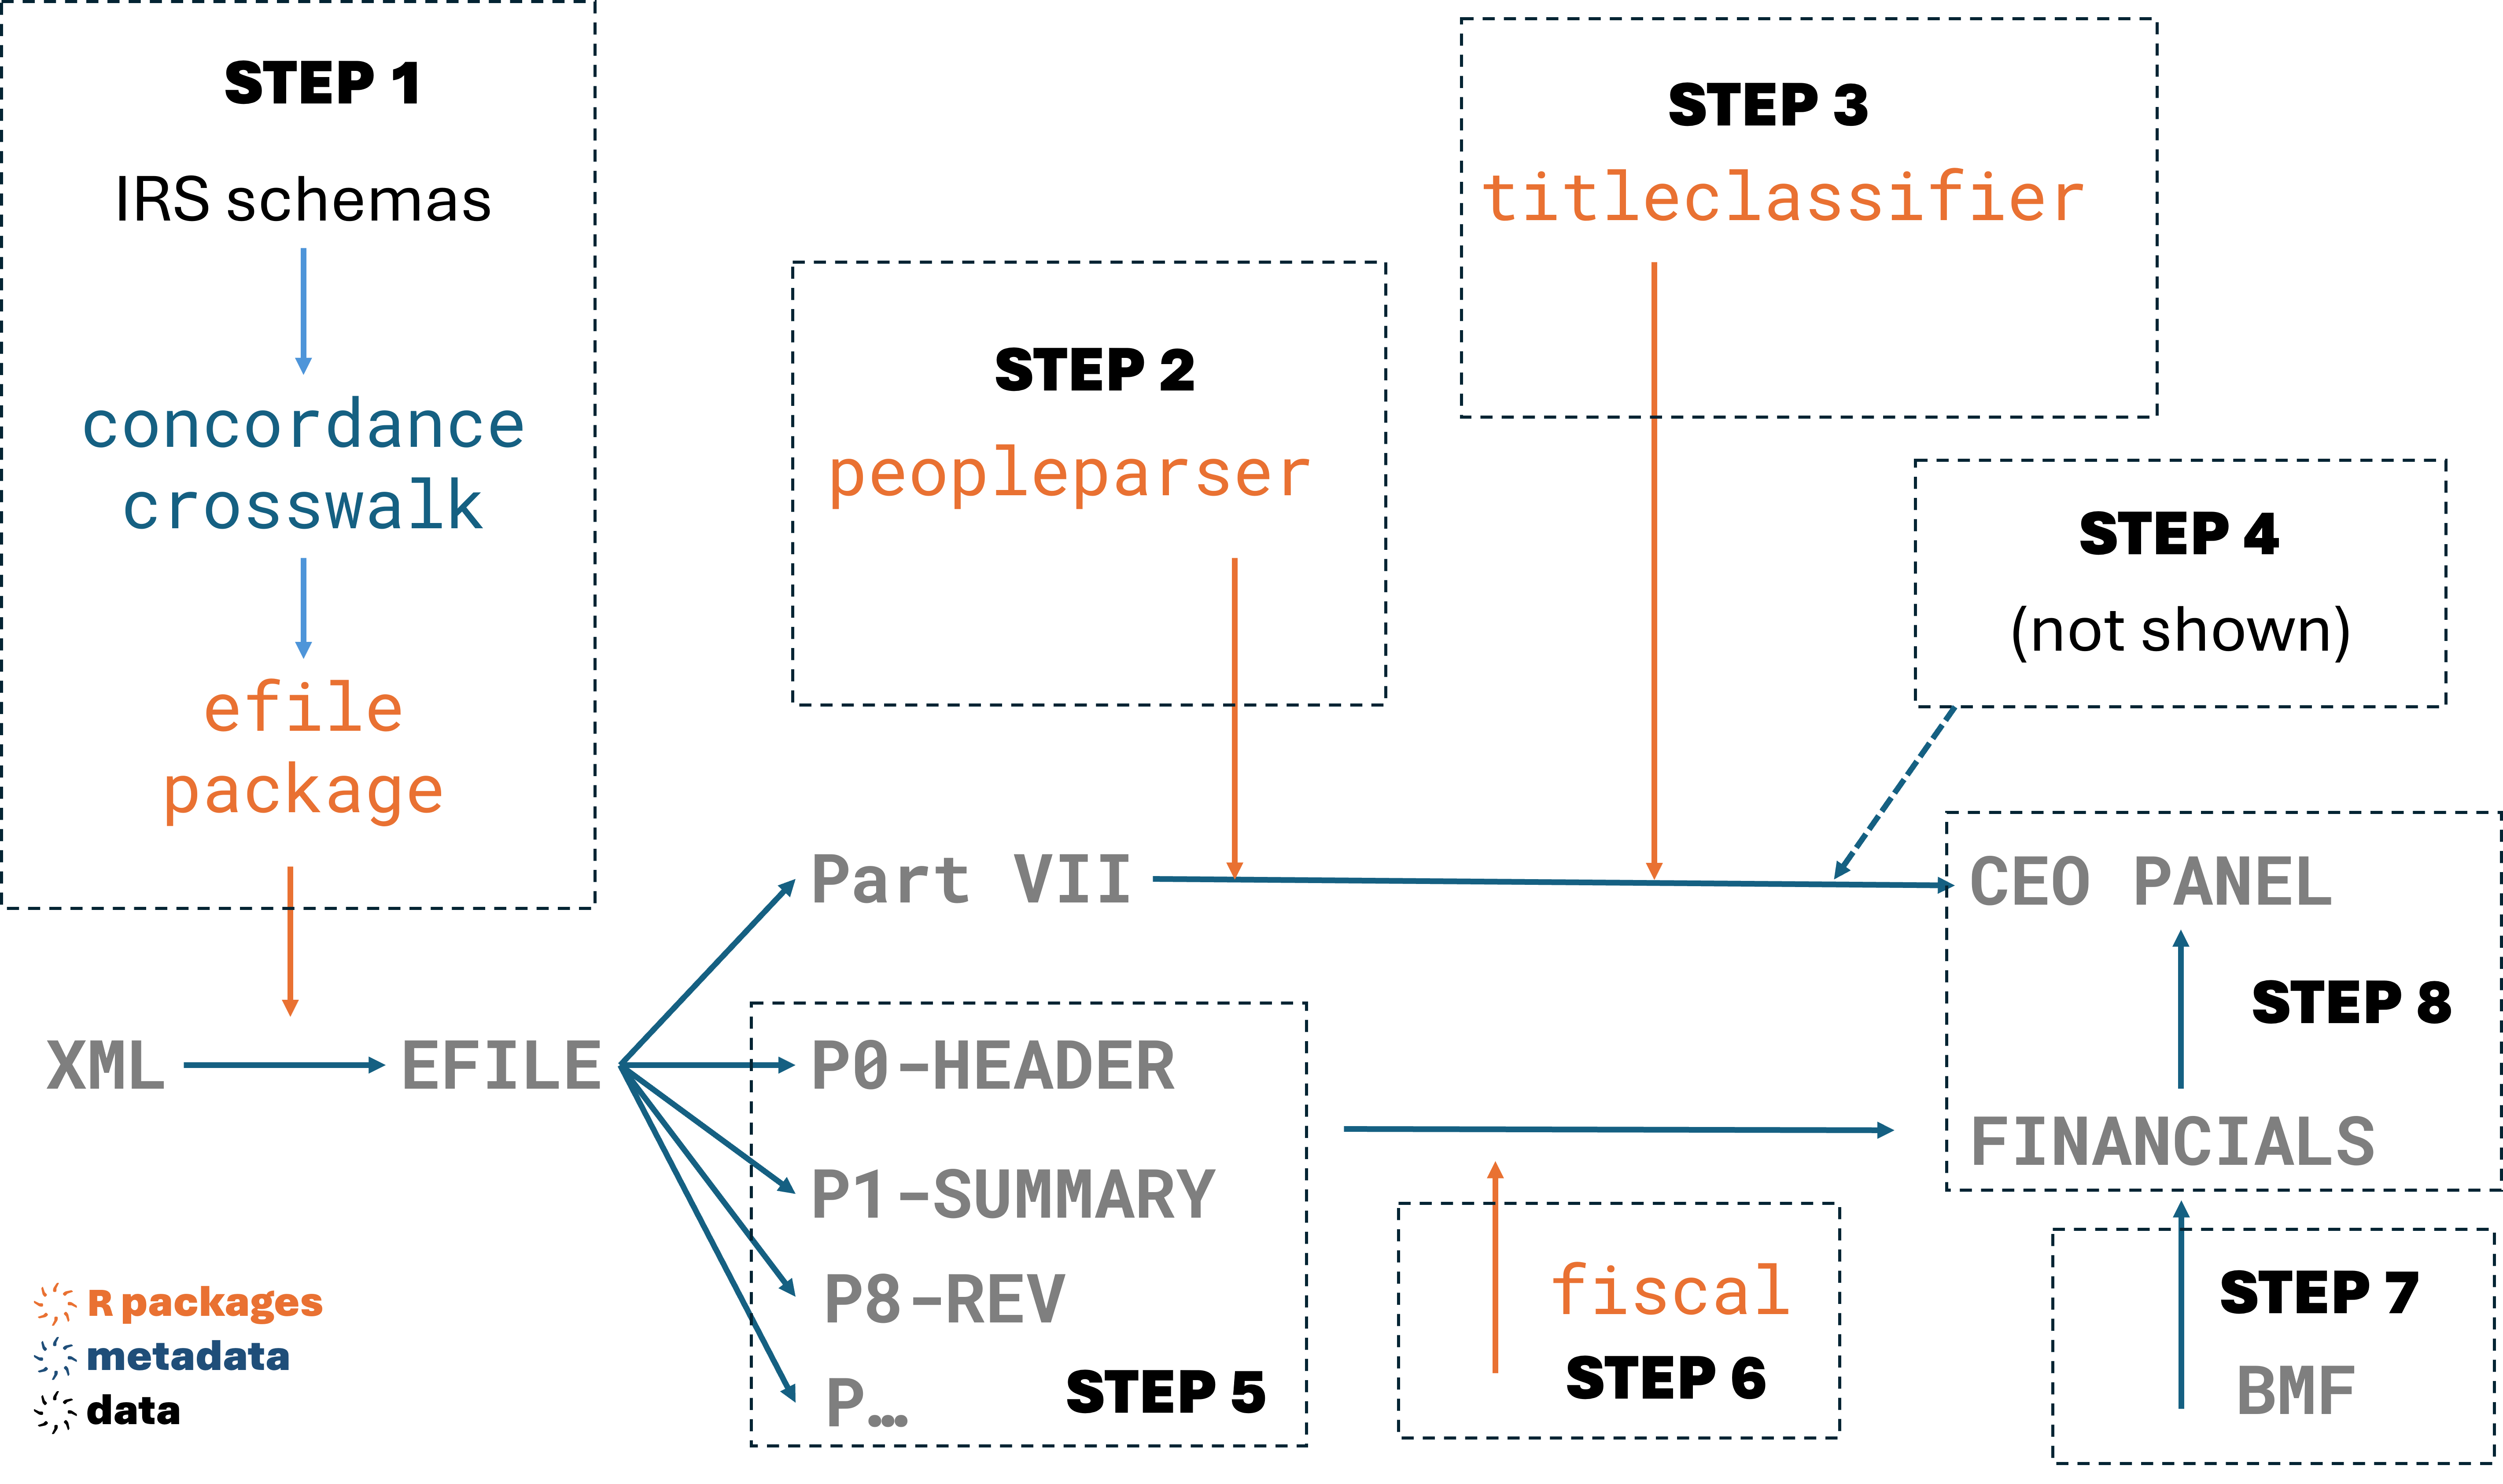 STEP 1
IRS schemas
concordance
crosswalk
efile
package
STEP 2
peopleparser
STEP 3
titleclassifier
STEP 4
(not shown)
Part VII
CEO PANEL
STEP 8
XML
EFILE
P0-HEADER
P1-SUMMARY
P8-REV
P...
STEP 5
FINANCIALS
fiscal
STEP 6
STEP 7
BMF
R packages
metadata
data